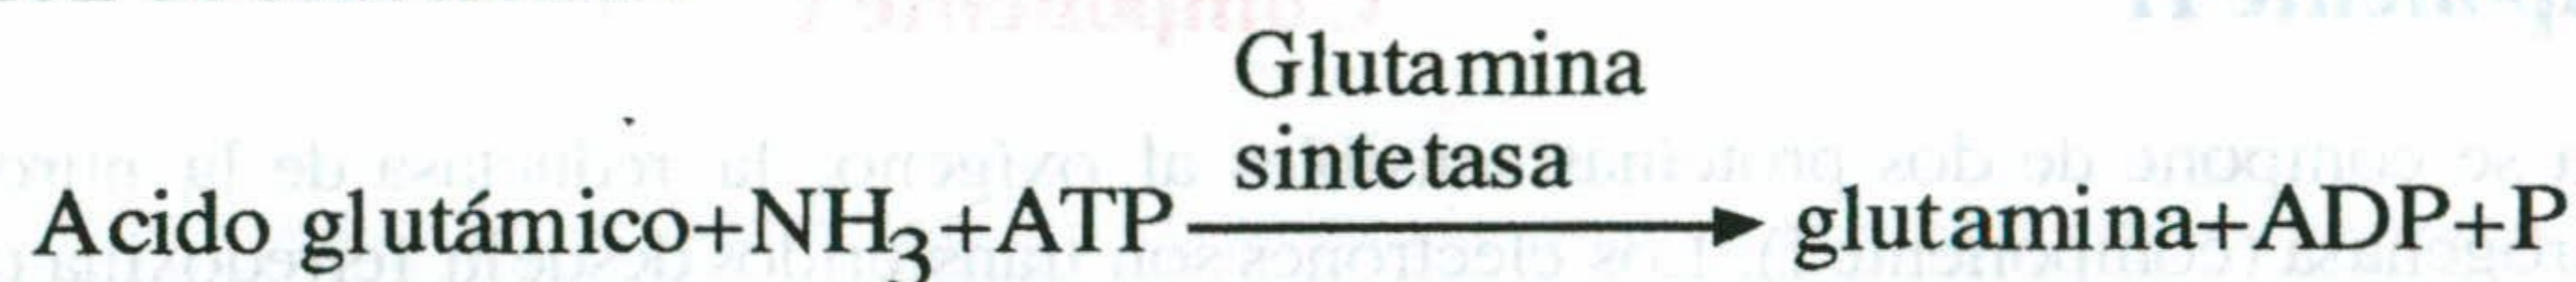 Glutamina
sintetasa
Acido glutámico+NH₃+ATP → glutamina+ADP+P